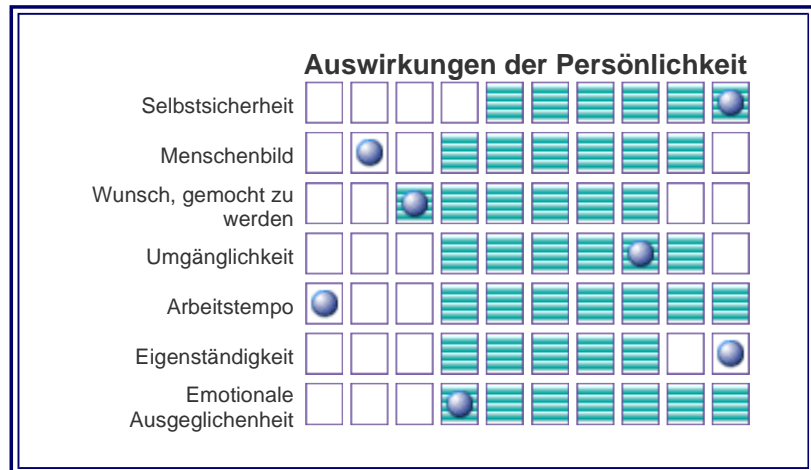 Auswirkungen der Persönlichkeit
Selbstsicherheit
Menschenbild
Wunsch, gemocht zu
werden
Umgänglichkeit
Arbeitstempo
Eigenständigkeit
Emotionale
Ausgeglichenheit